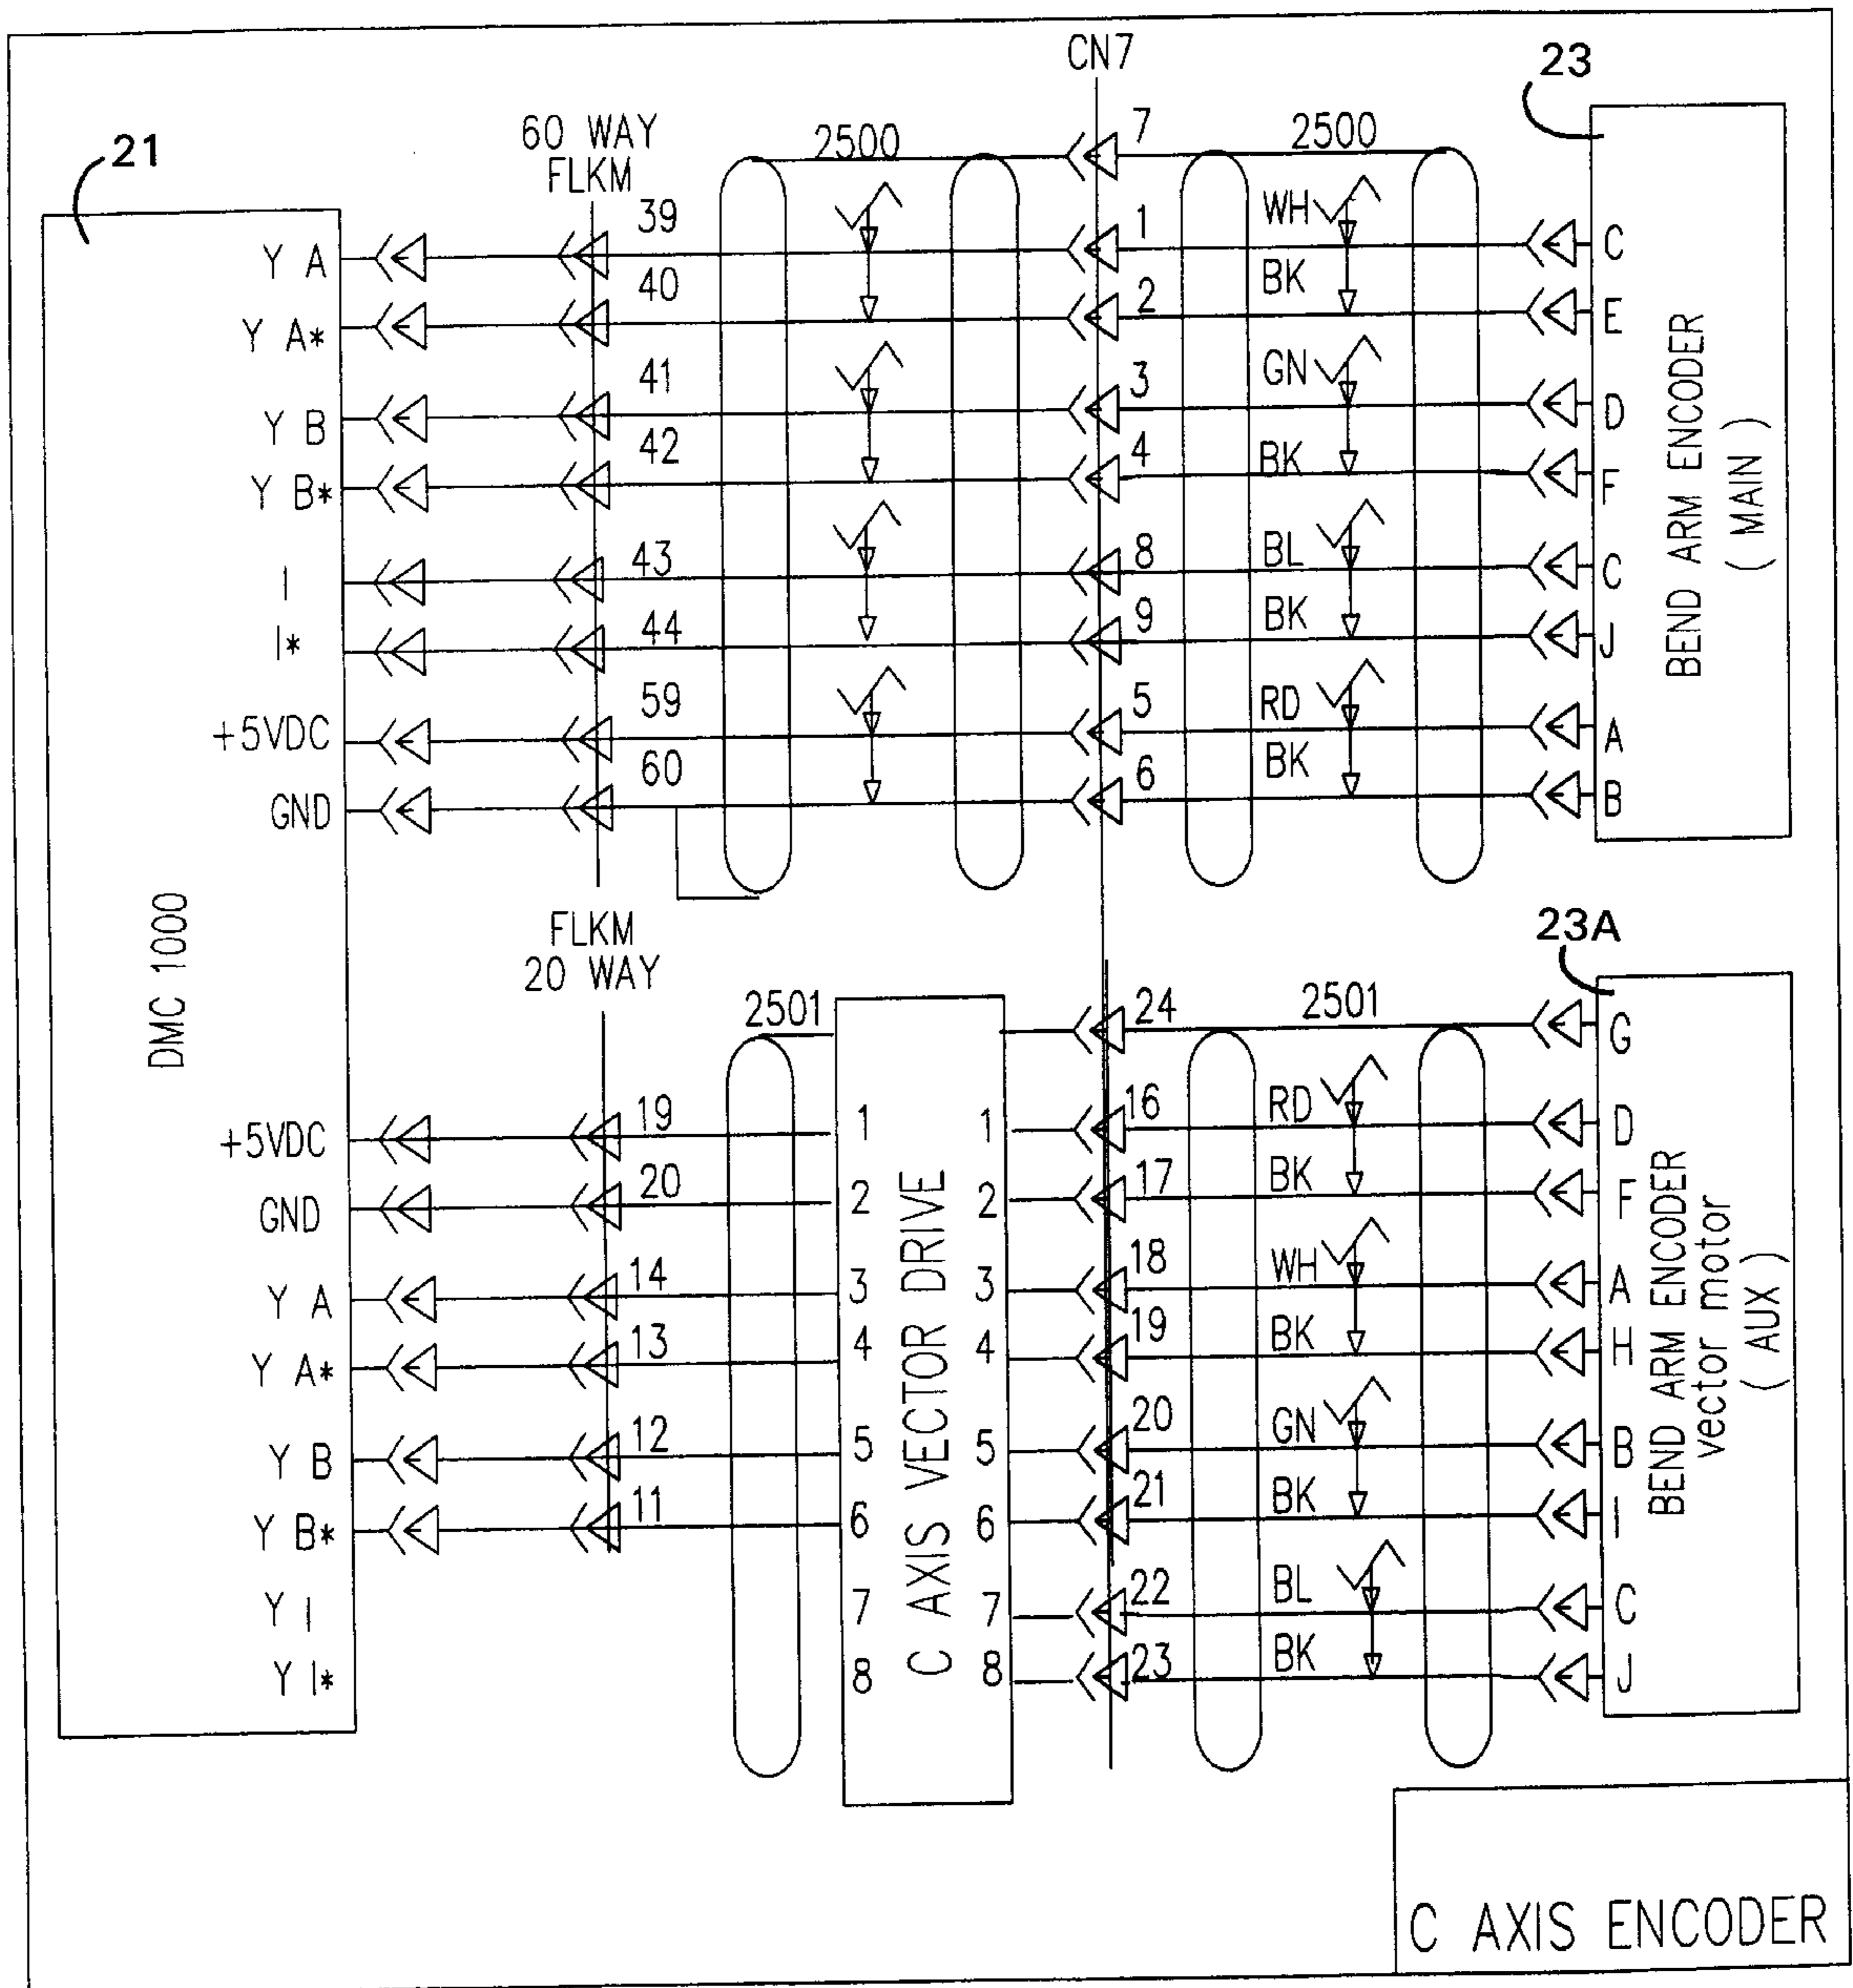 CN7
23
21
60 WAY
FLKM
2500
7
2500
Y A
39
1
WH
C
Y A*
40
2
BK
E
Y B
41
3
GN
D
Y B*
42
4
BK
F
I
43
8
BL
C
I*
44
9
BK
J
+5VDC
59
5
RD
A
GND
60
6
BK
B
BEND ARM ENCODER
( MAIN )
DMC 1000
FLKM
20 WAY
23A
2501
24
2501
G
+5VDC
19
1
1
16
RD
D
GND
20
2
2
17
BK
F
Y A
14
3
3
18
WH
A
Y A*
13
4
4
19
BK
H
Y B
12
5
5
20
GN
B
Y B*
11
6
6
21
BK
I
Y I
7
7
22
BL
C
Y I*
8
8
23
BK
J
C AXIS VECTOR DRIVE
BEND ARM ENCODER
vector motor
( AUX )
C AXIS ENCODER